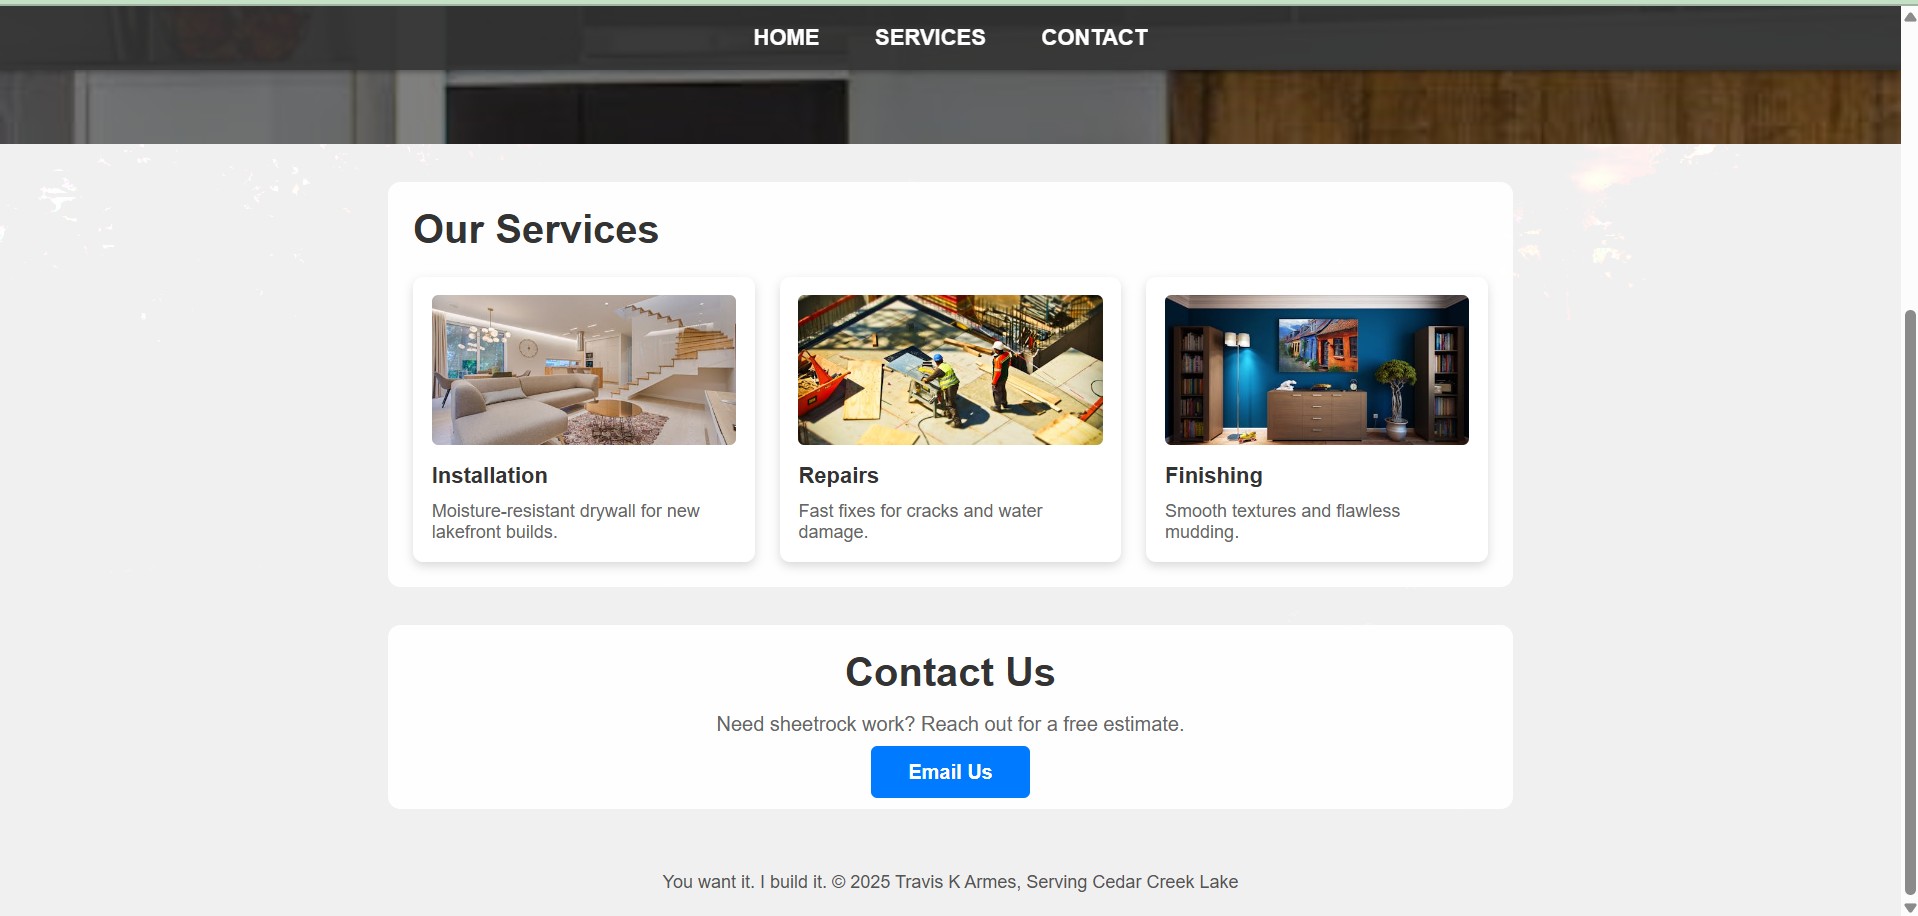 HOME SERVICES CONTACT
Our Services
Installation
Moisture-resistant drywall for new
lakefront builds.
Repairs
Fast fixes for cracks and water
damage.
Finishing
Smooth textures and flawless
mudding.
Contact Us
Need sheetrock work? Reach out for a free estimate.
Email Us
You want it. I build it. © 2025 Travis K Armes, Serving Cedar Creek Lake